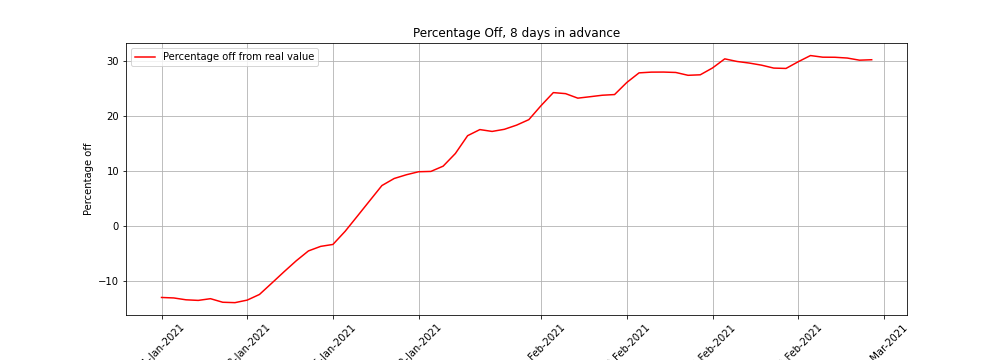 Percentage Off, 8 days in advance
Percentage off from real value
Percentage off
30
20
10
0
−10
-Jan-2021
-Jan-2021
-Jan-2021
-Jan-2021
Feb-2021
Feb-2021
Feb-2021
Feb-2021
Mar-2021